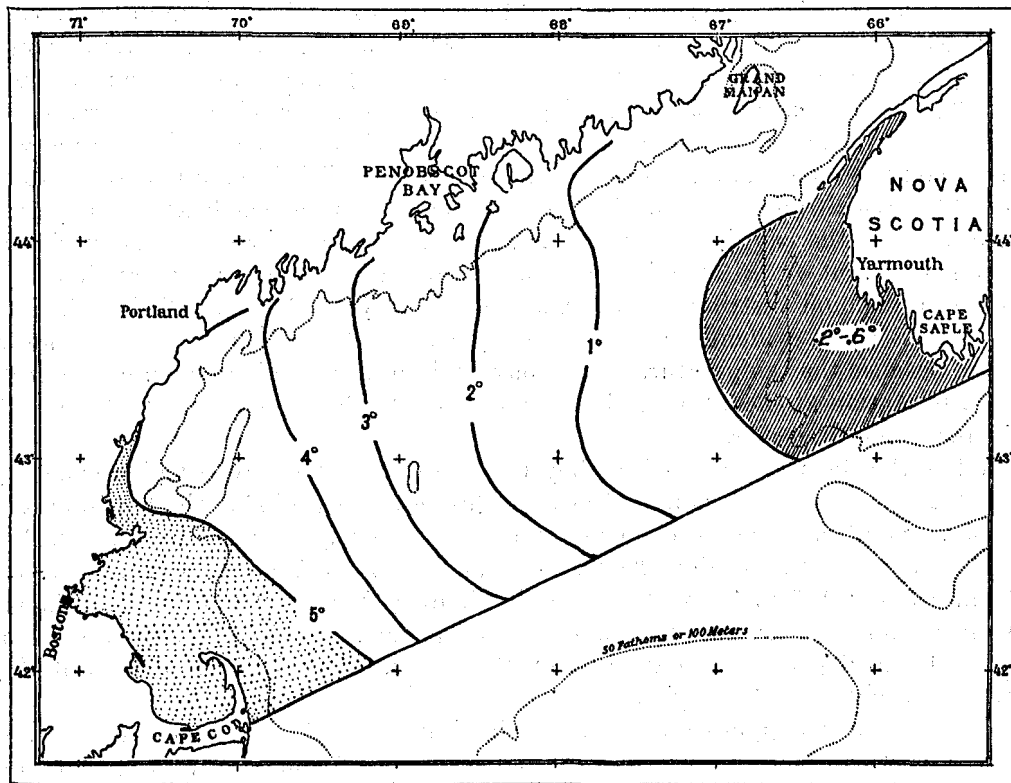 71° 70° 69° 68° 67° 66°
GRAND
MANAN
PENOBSCOT
BAY
NOVA
SCOTIA
44° 44°
Yarmouth
Portland
CAPE
SABLE
.2°-.6°
1°
2°
3°
4°
43° 43°
5°
Boston
50 Fathoms or 100 Meters
42° 42°
CAPE COD